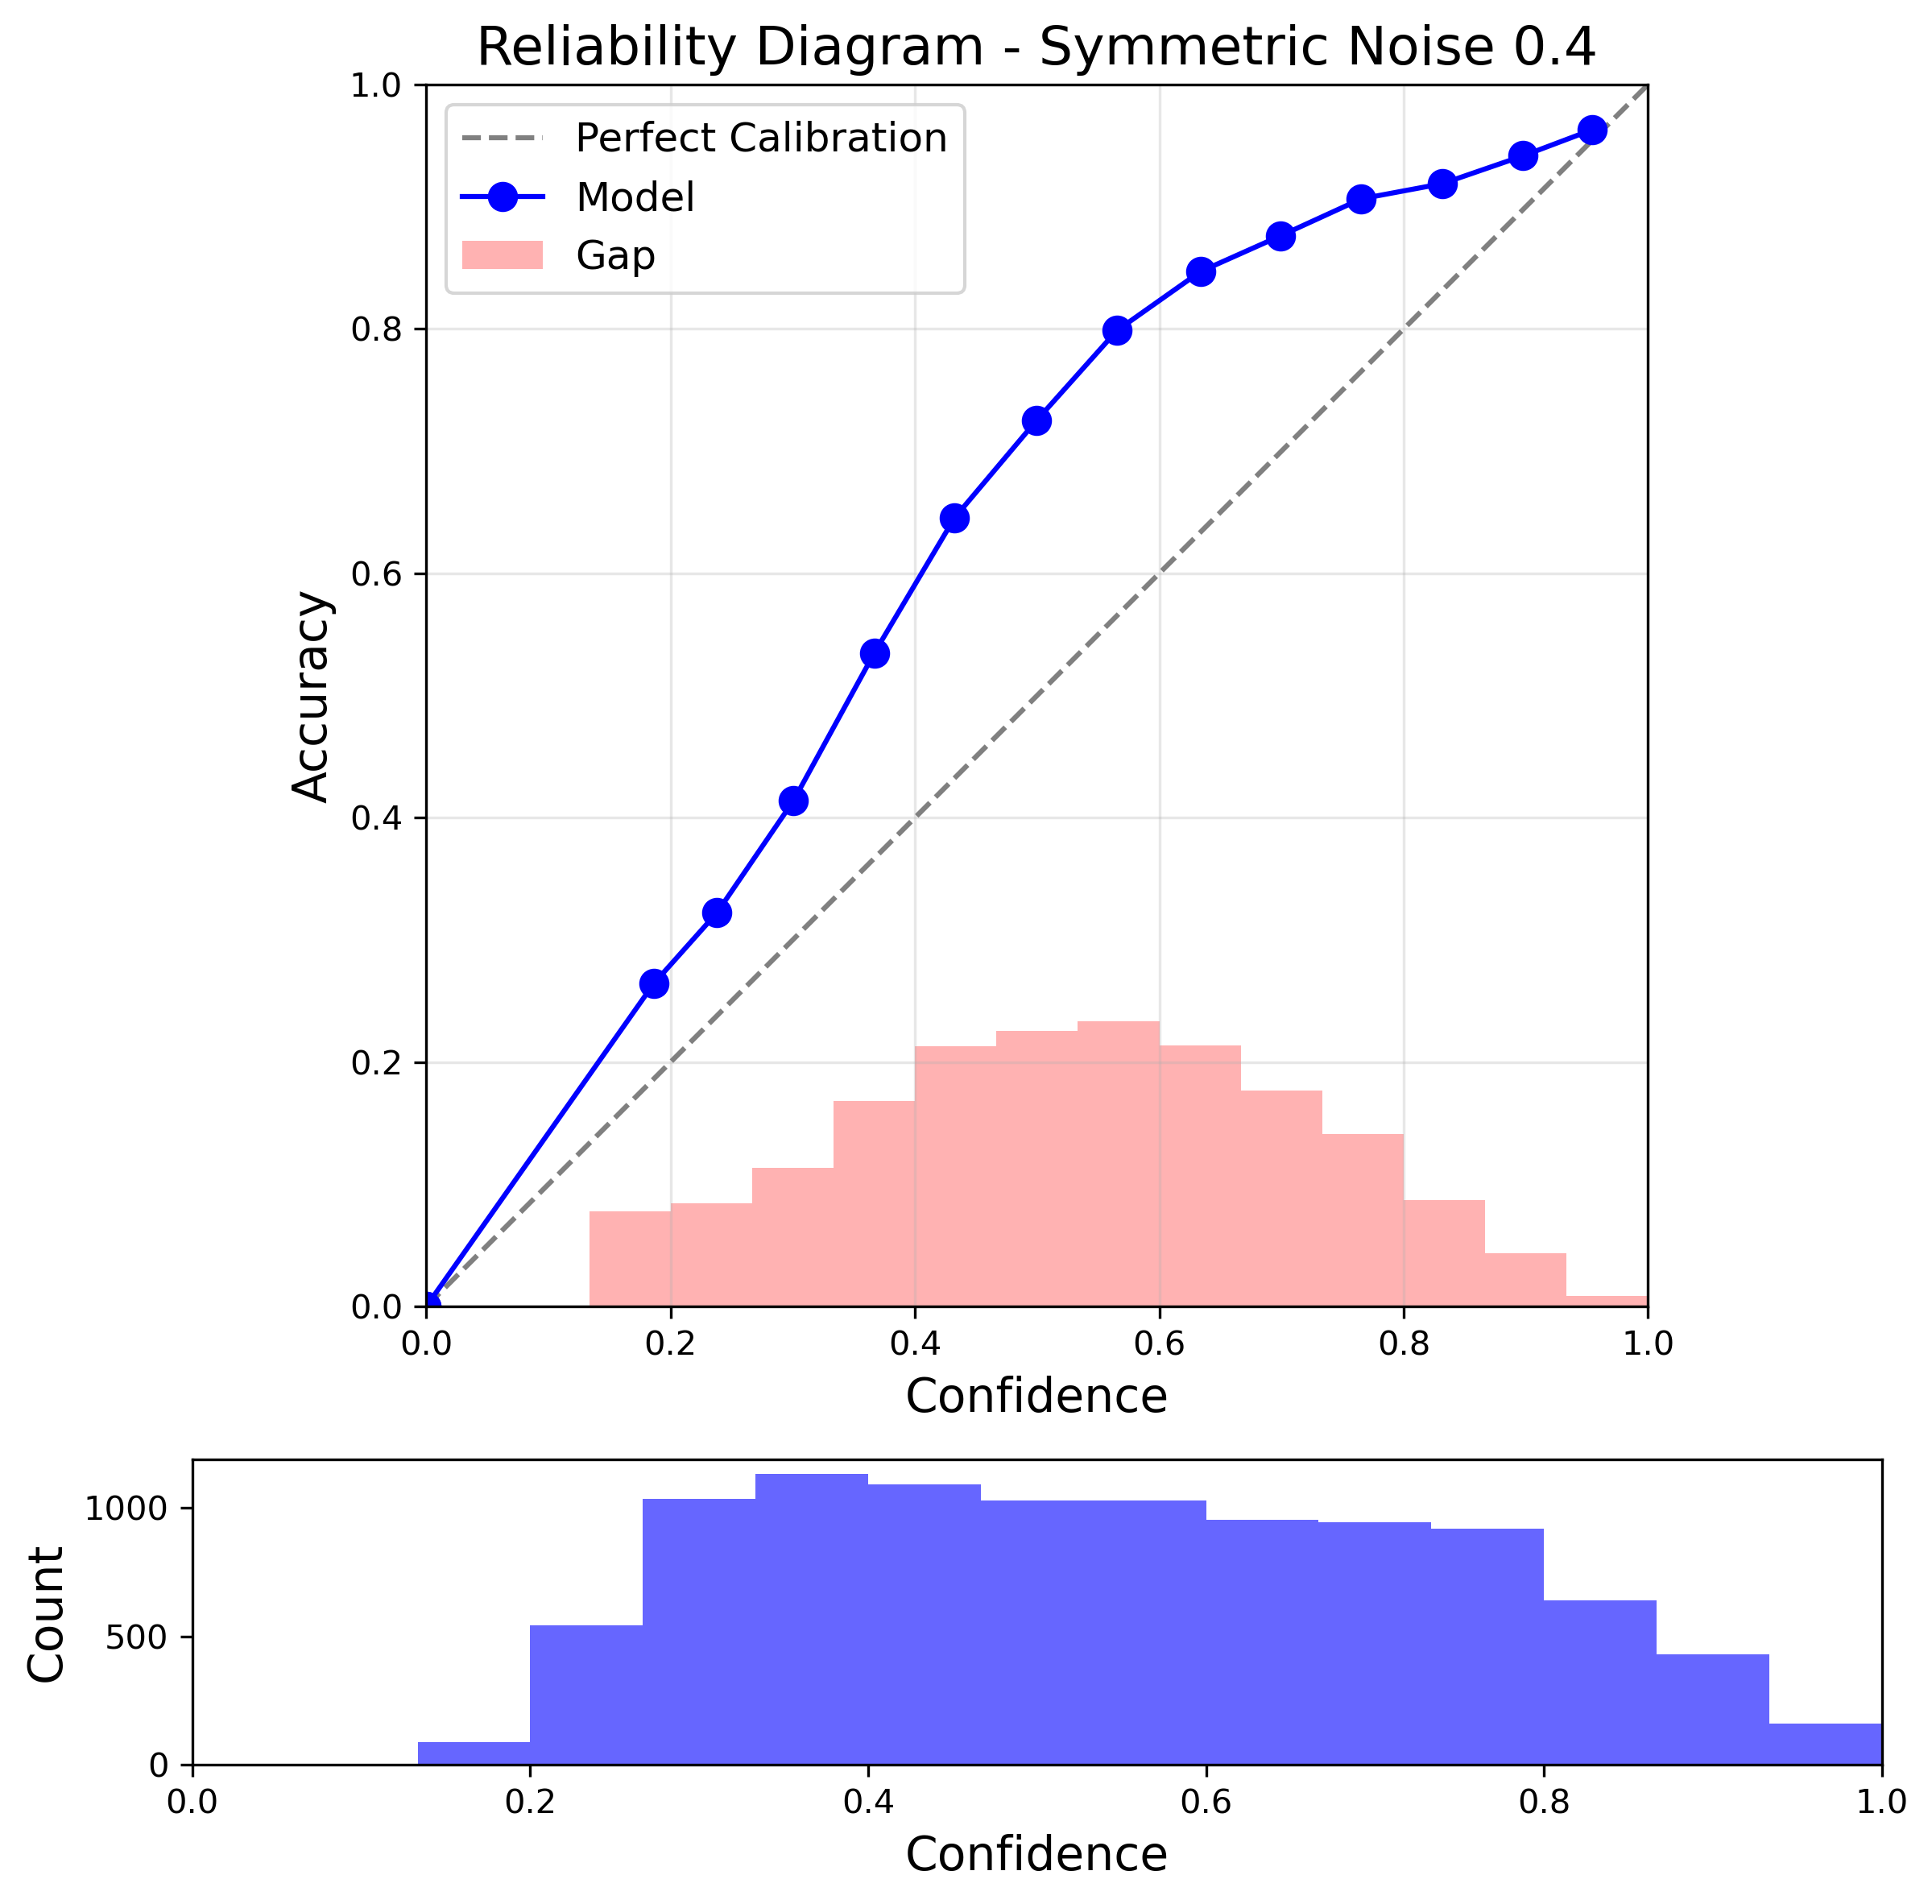 Reliability Diagram - Symmetric Noise 0.4
Perfect Calibration
Model
Gap
Accuracy
1.0
0.8
0.6
0.4
0.2
0.0
0.0 0.2 0.4 0.6 0.8 1.0
Confidence
Count
1000
500
0
0.0 0.2 0.4 0.6 0.8 1.0
Confidence